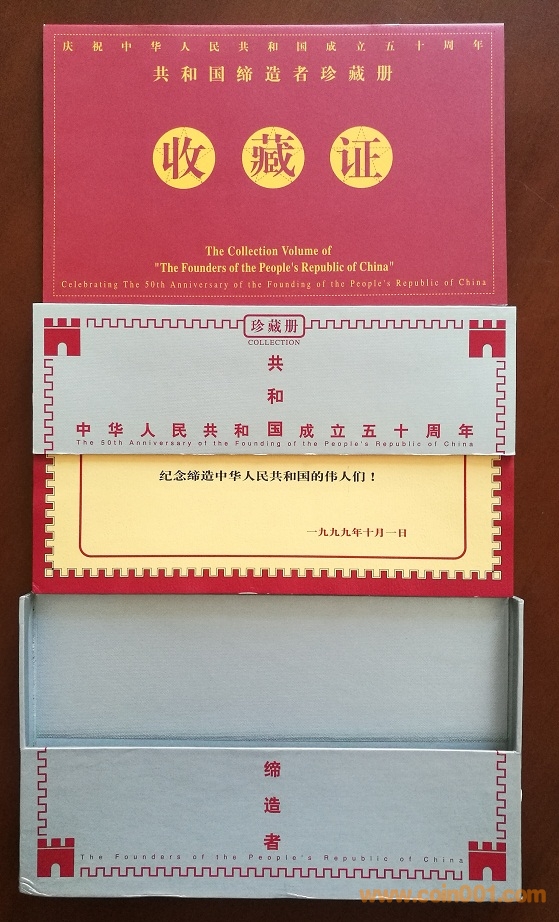 庆祝中华人民共和国成立五十周年
共和国缔造者珍藏册
收藏证
The Collection Volume of
"The Founders of the People's Republic of China"
Celebrating The 50th Anniversary of the Founding of the People's Republic of China
珍藏册
COLLECTION
共
和
中华人民共和国成立五十周年
The 50th Anniversary of the Founding of the People's Republic of China
纪念缔造中华人民共和国的伟人们！
一九九九年十月一日
缔
造
者
The Founders of the People's Republic of China
www.coin001.com